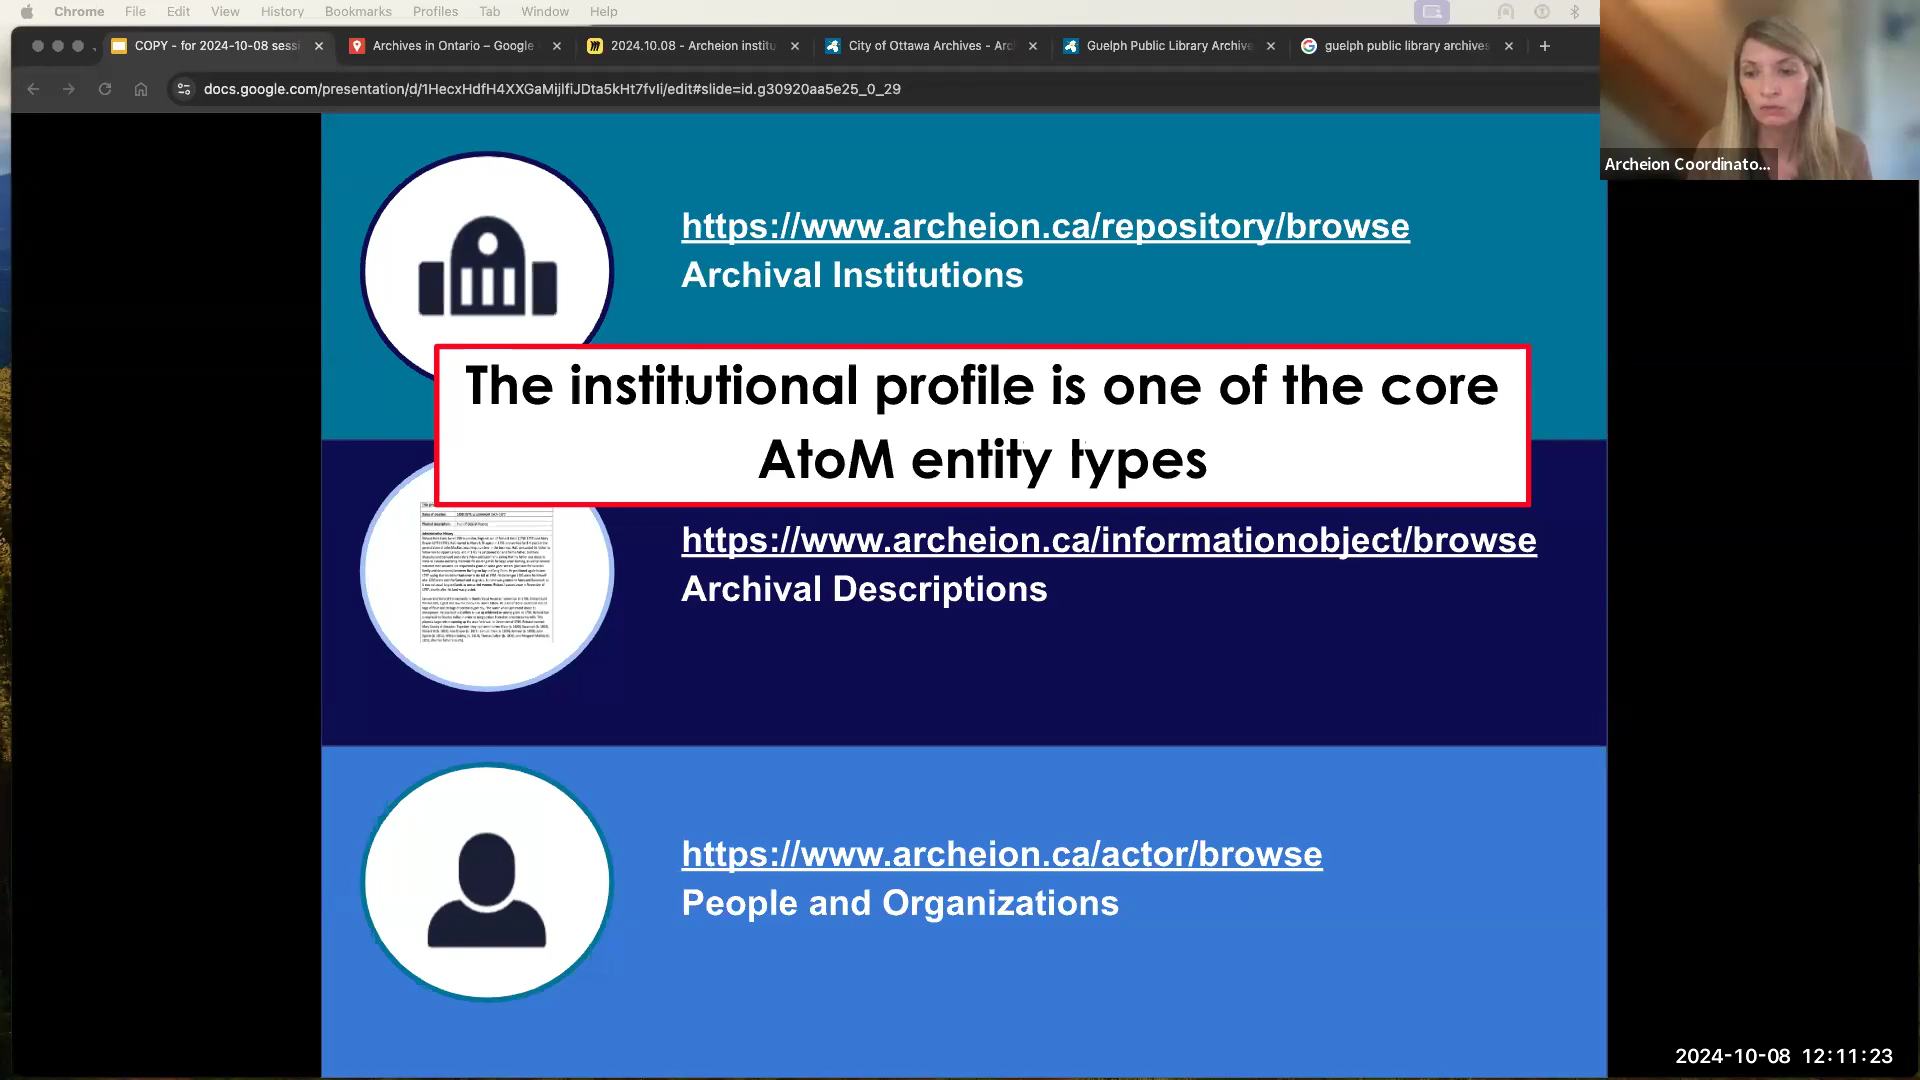 Chrome File Edit View History Bookmarks Profiles Tab Window Help
COPY - for 2024-10-08 sessi
Archives in Ontario – Google
2024.10.08 - Archeion institu
City of Ottawa Archives - Arc
Guelph Public Library Archive
guelph public library archives
docs.google.com/presentation/d/1HecxHdfH4XXGaMijlfiJDta5kHt7fvIi/edit#slide=id.g30920aa5e25_0_29
Archeion Coordinato...
https://www.archeion.ca/repository/browse
Archival Institutions
The institutional profile is one of the core
AtoM entity types
https://www.archeion.ca/informationobject/browse
Archival Descriptions
https://www.archeion.ca/actor/browse
People and Organizations
2024-10-08 12:11:23